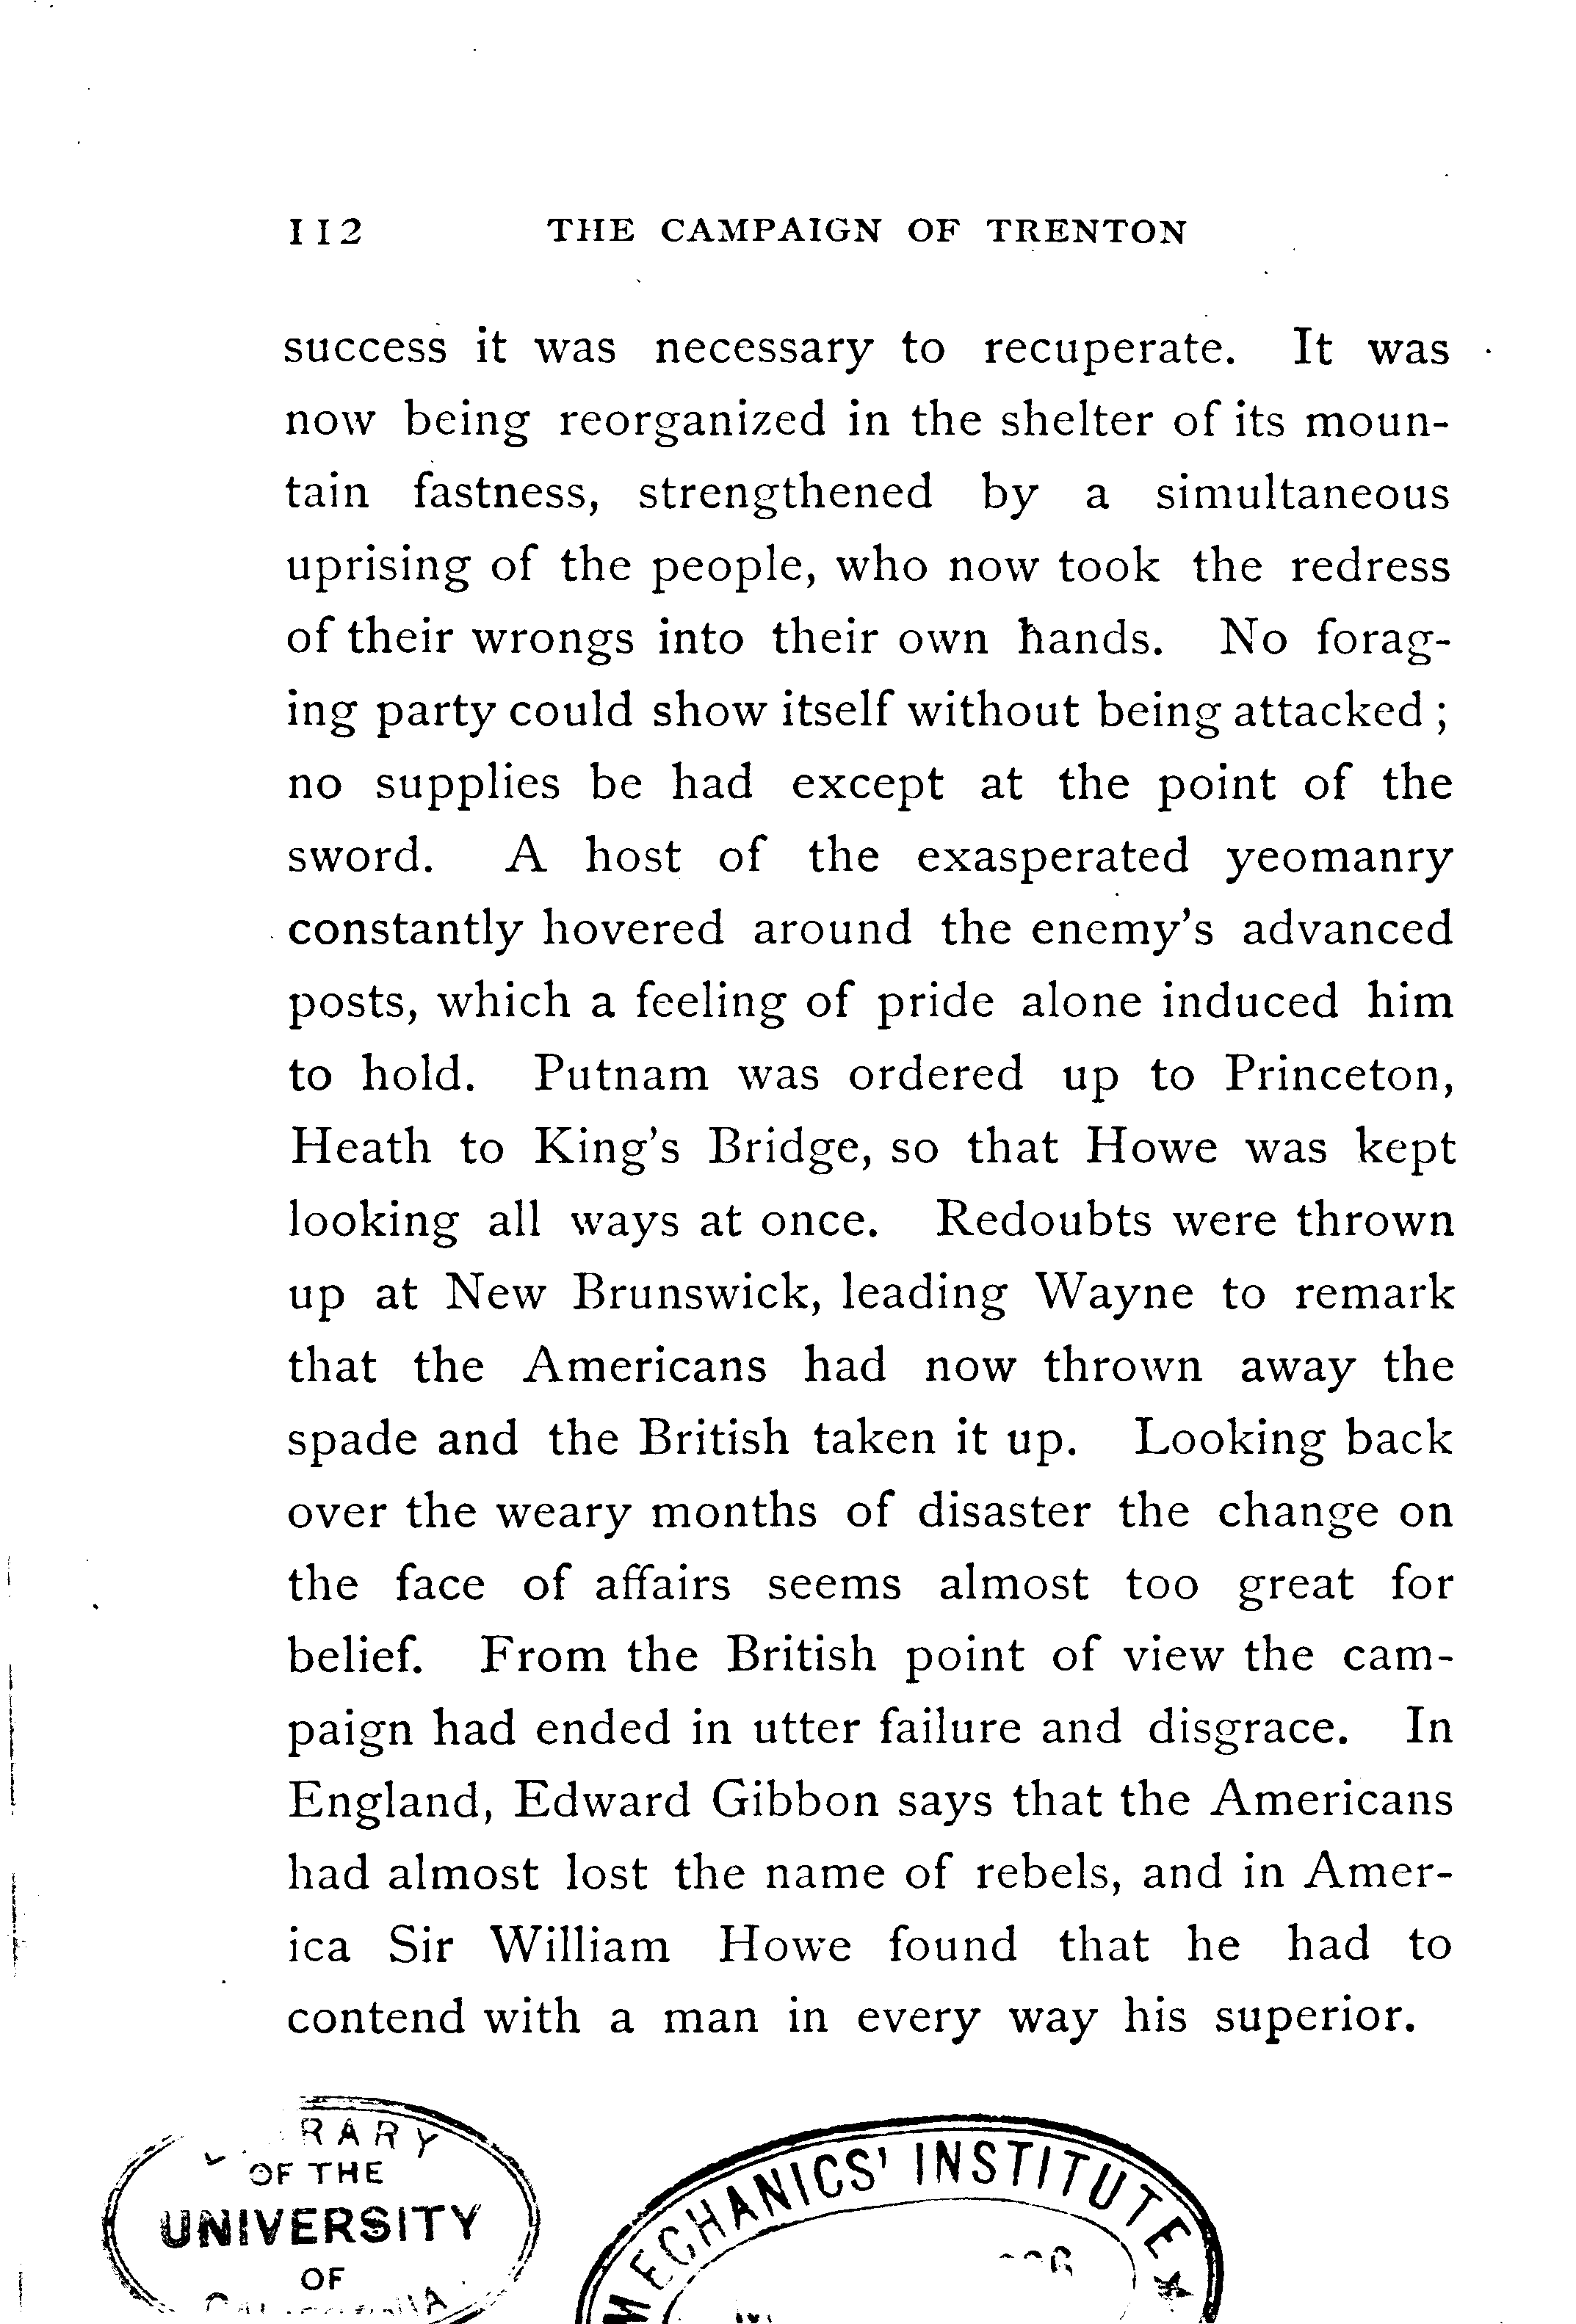 112 THE CAMPAIGN OF TRENTON
success it was necessary to recuperate. It was
now being reorganized in the shelter of its moun-
tain fastness, strengthened by a simultaneous
uprising of the people, who now took the redress
of their wrongs into their own hands. No forag-
ing party could show itself without being attacked ;
no supplies be had except at the point of the
sword. A host of the exasperated yeomanry
constantly hovered around the enemy's advanced
posts, which a feeling of pride alone induced him
to hold. Putnam was ordered up to Princeton,
Heath to King's Bridge, so that Howe was kept
looking all ways at once. Redoubts were thrown
up at New Brunswick, leading Wayne to remark
that the Americans had now thrown away the
spade and the British taken it up. Looking back
over the weary months of disaster the change on
the face of affairs seems almost too great for
belief. From the British point of view the cam-
paign had ended in utter failure and disgrace. In
England, Edward Gibbon says that the Americans
had almost lost the name of rebels, and in Amer-
ica Sir William Howe found that he had to
contend with a man in every way his superior.
RARY
OF THE
UNIVERSITY
OF
MECHANICS' INSTITUTE